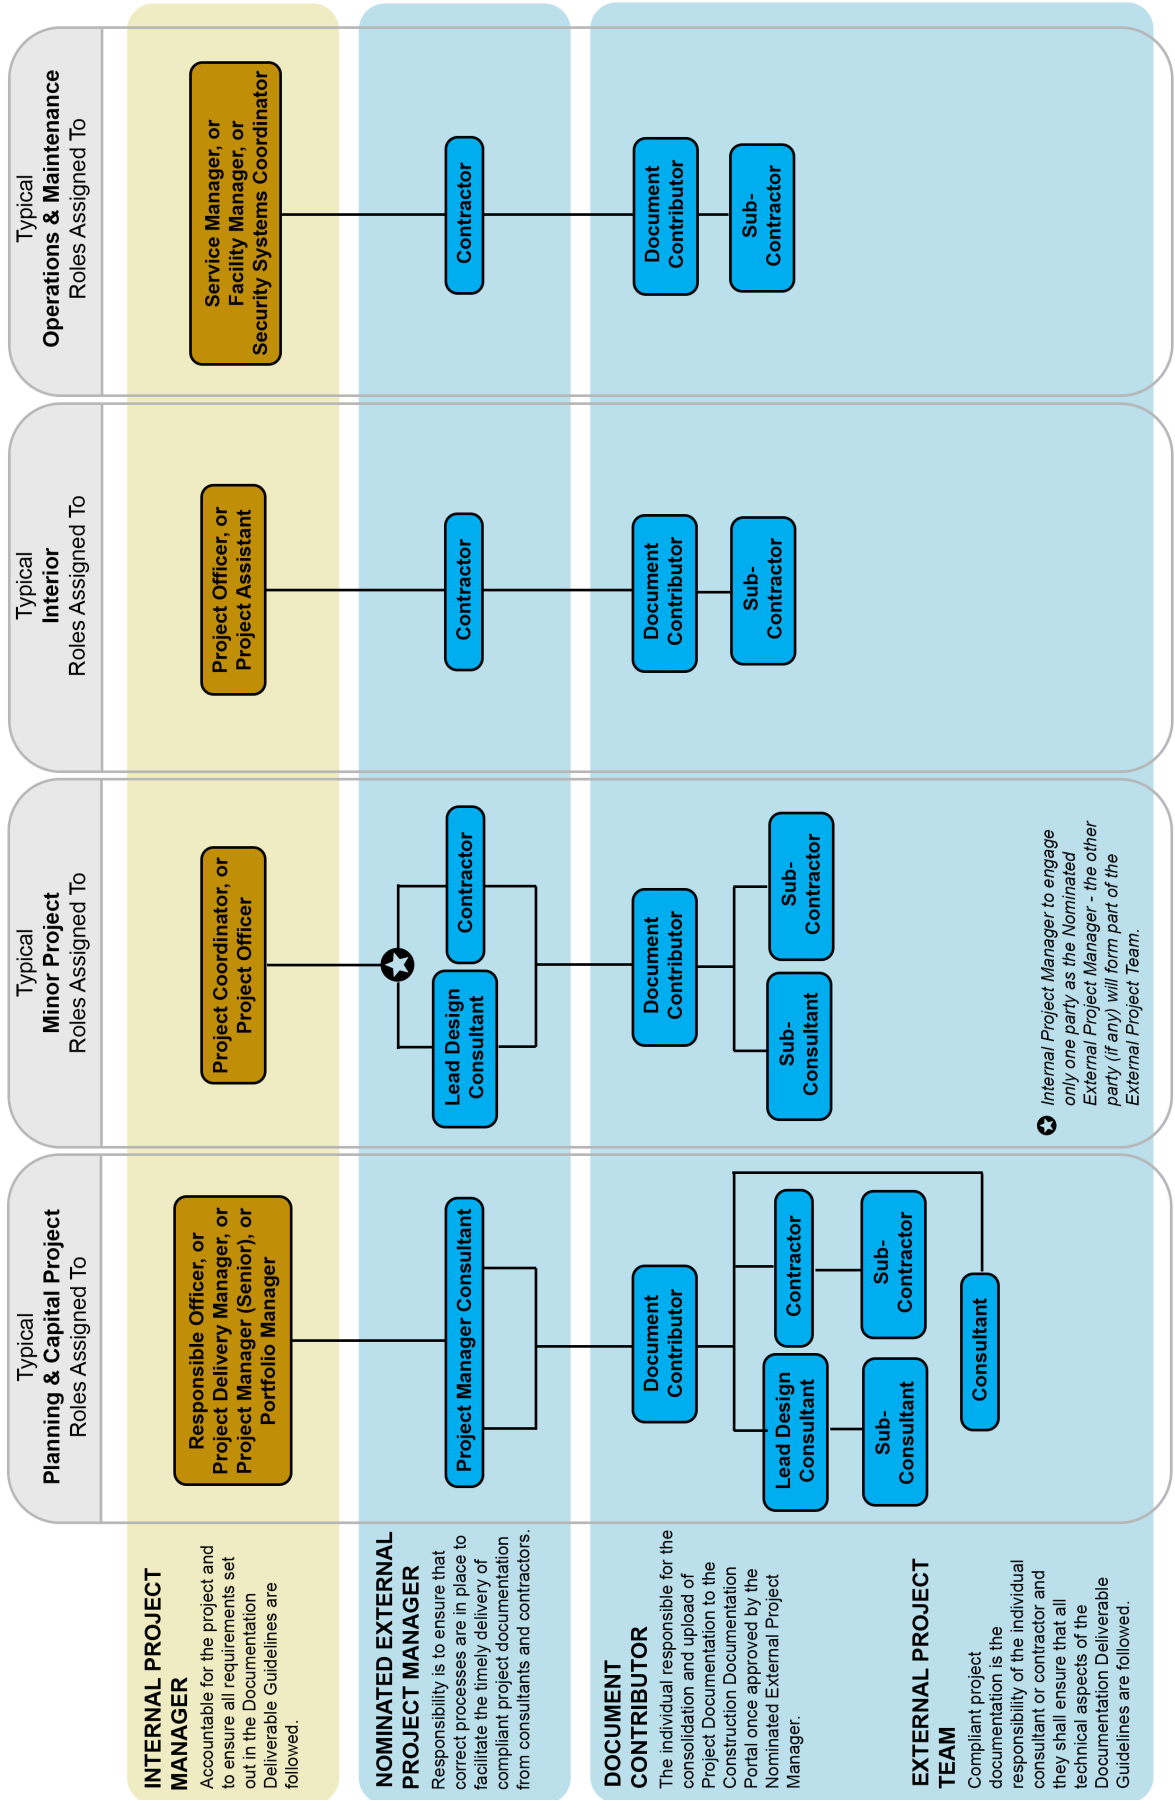 Typical
Planning & Capital Project
Roles Assigned To
Typical
Minor Project
Roles Assigned To
Typical
Interior
Roles Assigned To
Typical
Operations & Maintenance
Roles Assigned To
INTERNAL PROJECT
MANAGER
Accountable for the project and
to ensure all requirements set
out in the Documentation
Deliverable Guidelines are
followed.
Responsible Officer, or
Project Delivery Manager, or
Project Manager (Senior), or
Portfolio Manager
Project Coordinator, or
Project Officer
Project Officer, or
Project Assistant
Service Manager, or
Facility Manager, or
Security Systems Coordinator
NOMINATED EXTERNAL
PROJECT MANAGER
Responsibility is to ensure that
correct processes are in place to
facilitate the timely delivery of
compliant project documentation
from consultants and contractors.
Project Manager Consultant
Lead Design
Consultant
Contractor
Contractor
Contractor
DOCUMENT
CONTRIBUTOR
The individual responsible for the
consolidation and upload of
Project Documentation to the
Construction Documentation
Portal once approved by the
Nominated External Project
Manager.
Document
Contributor
Document
Contributor
Document
Contributor
Document
Contributor
Lead Design
Consultant
Contractor
Sub-
Consultant
Sub-
Contractor
Sub-
Contractor
Sub-
Contractor
Sub-
Consultant
Sub-
Contractor
EXTERNAL PROJECT
TEAM
Compliant project
documentation is the
responsibility of the individual
consultant or contractor and
they shall ensure that all
technical aspects of the
Documentation Deliverable
Guidelines are followed.
Consultant
Internal Project Manager to engage
only one party as the Nominated
External Project Manager - the other
party (if any) will form part of the
External Project Team.